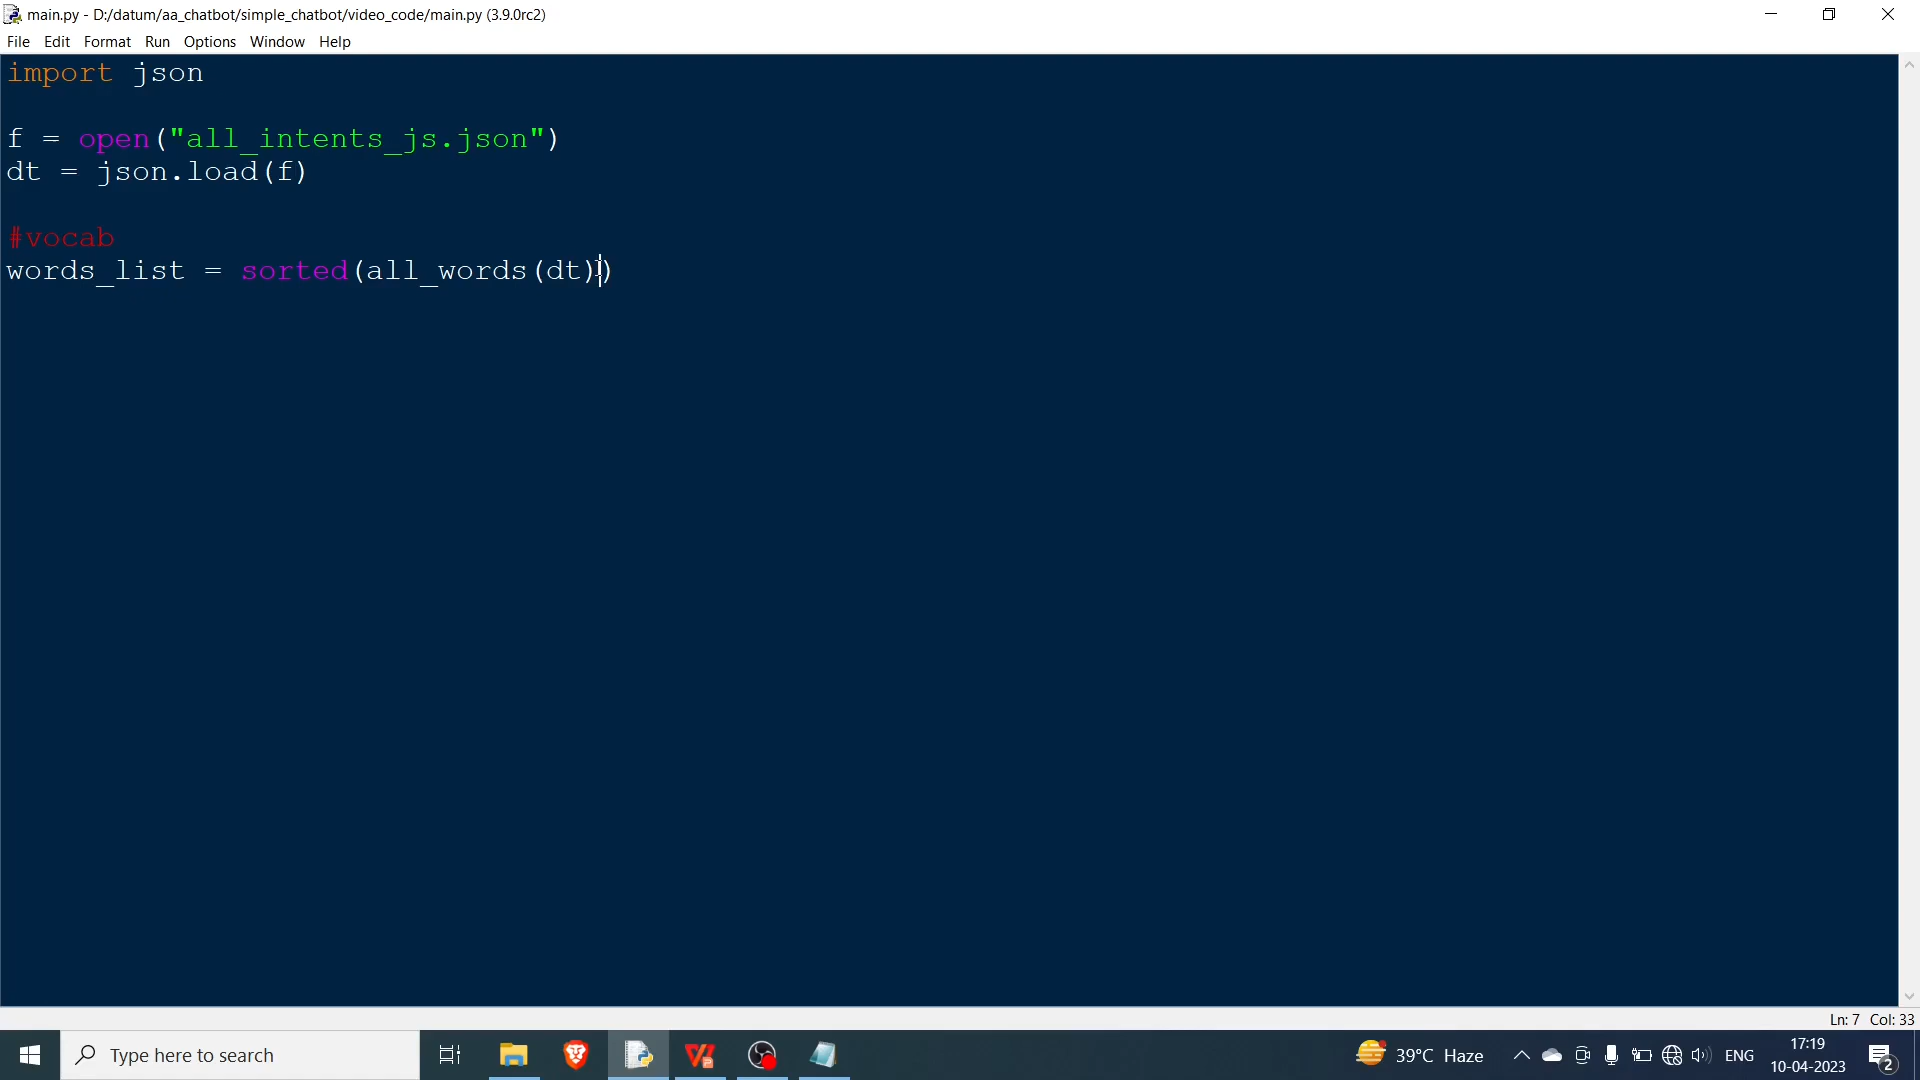 main.py - D:/datum/aa_chatbot/simple_chatbot/video_code/main.py (3.9.0rc2)
File Edit Format Run Options Window Help
import json
f = open("all_intents_js.json")
dt = json.load(f)
#vocab
words_list = sorted(all_words(dt))
Ln: 7 Col: 33
Type here to search
39°C Haze
ENG
17:19
10-04-2023
2